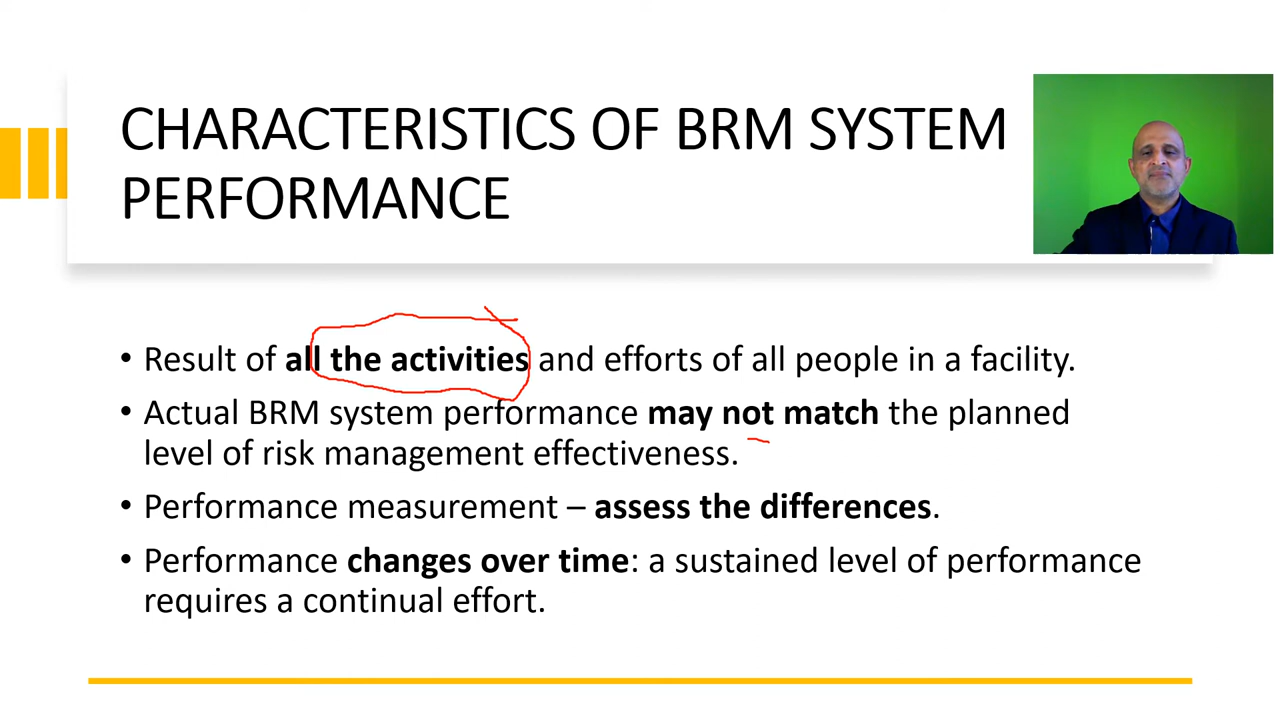 CHARACTERISTICS OF BRM SYSTEM
PERFORMANCE
• Result of all the activities and efforts of all people in a facility.
• Actual BRM system performance may not match the planned
level of risk management effectiveness.
• Performance measurement – assess the differences.
• Performance changes over time: a sustained level of performance
requires a continual effort.